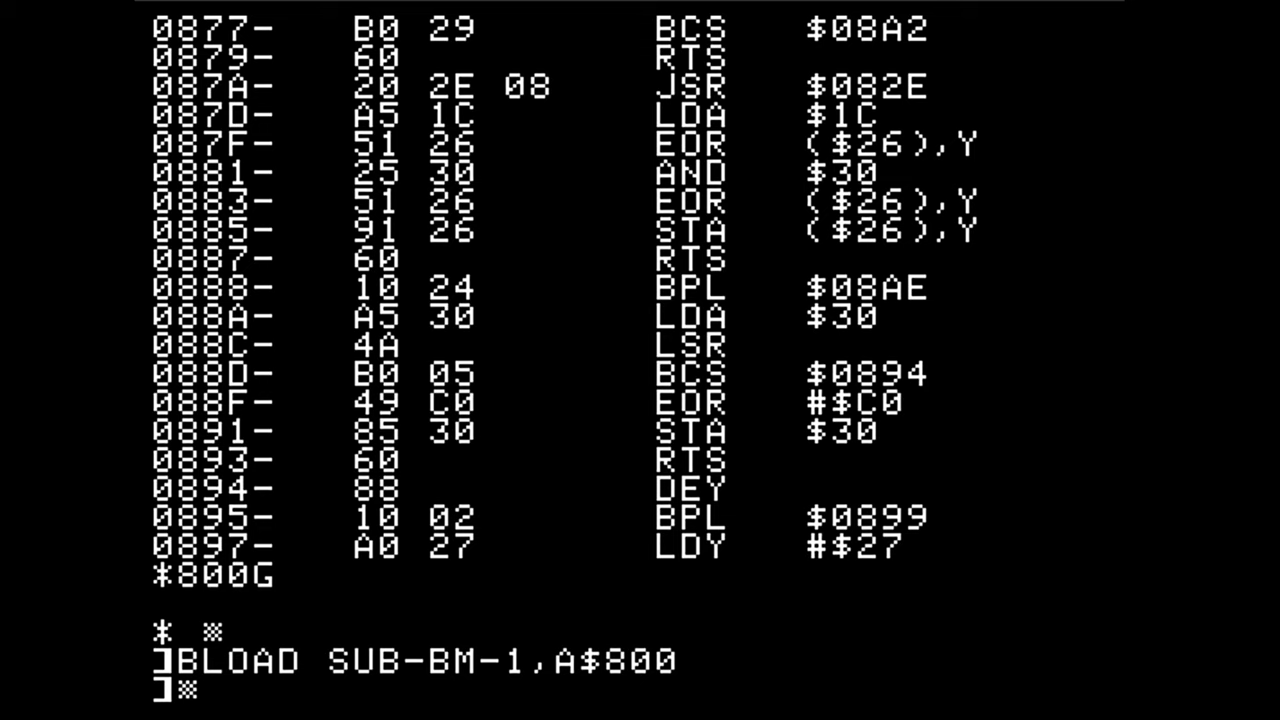 0877-   B0 29       BCS   $08A2
0879-   60          RTS
087A-   20 2E 08    JSR   $082E
087D-   A5 1C       LDA   $1C
087F-   51 26       EOR   ($26),Y
0881-   25 30       AND   $30
0883-   51 26       EOR   ($26),Y
0885-   91 26       STA   ($26),Y
0887-   60          RTS
0888-   10 24       BPL   $08AE
088A-   A5 30       LDA   $30
088C-   4A          LSR
088D-   B0 05       BCS   $0894
088F-   49 C0       EOR   #$C0
0891-   85 30       STA   $30
0893-   60          RTS
0894-   88          DEY
0895-   10 02       BPL   $0899
0897-   A0 27       LDY   #$27
*800G
*
]BLOAD SUB-BM-1,A$800
]